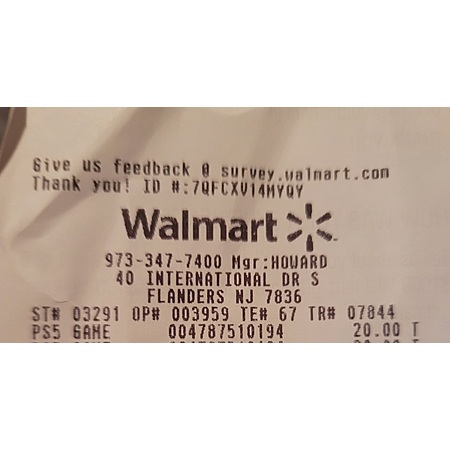 Give us feedback @ survey.walmart.com
Thank you! ID #:7QFCXV14MYQY
Walmart
973-347-7400 Mgr:HOWARD
40 INTERNATIONAL DR S
FLANDERS NJ 7836
ST# 03291 OP# 003959 TE# 67 TR# 07844
PS5 GAME 004787510194 20.00 T